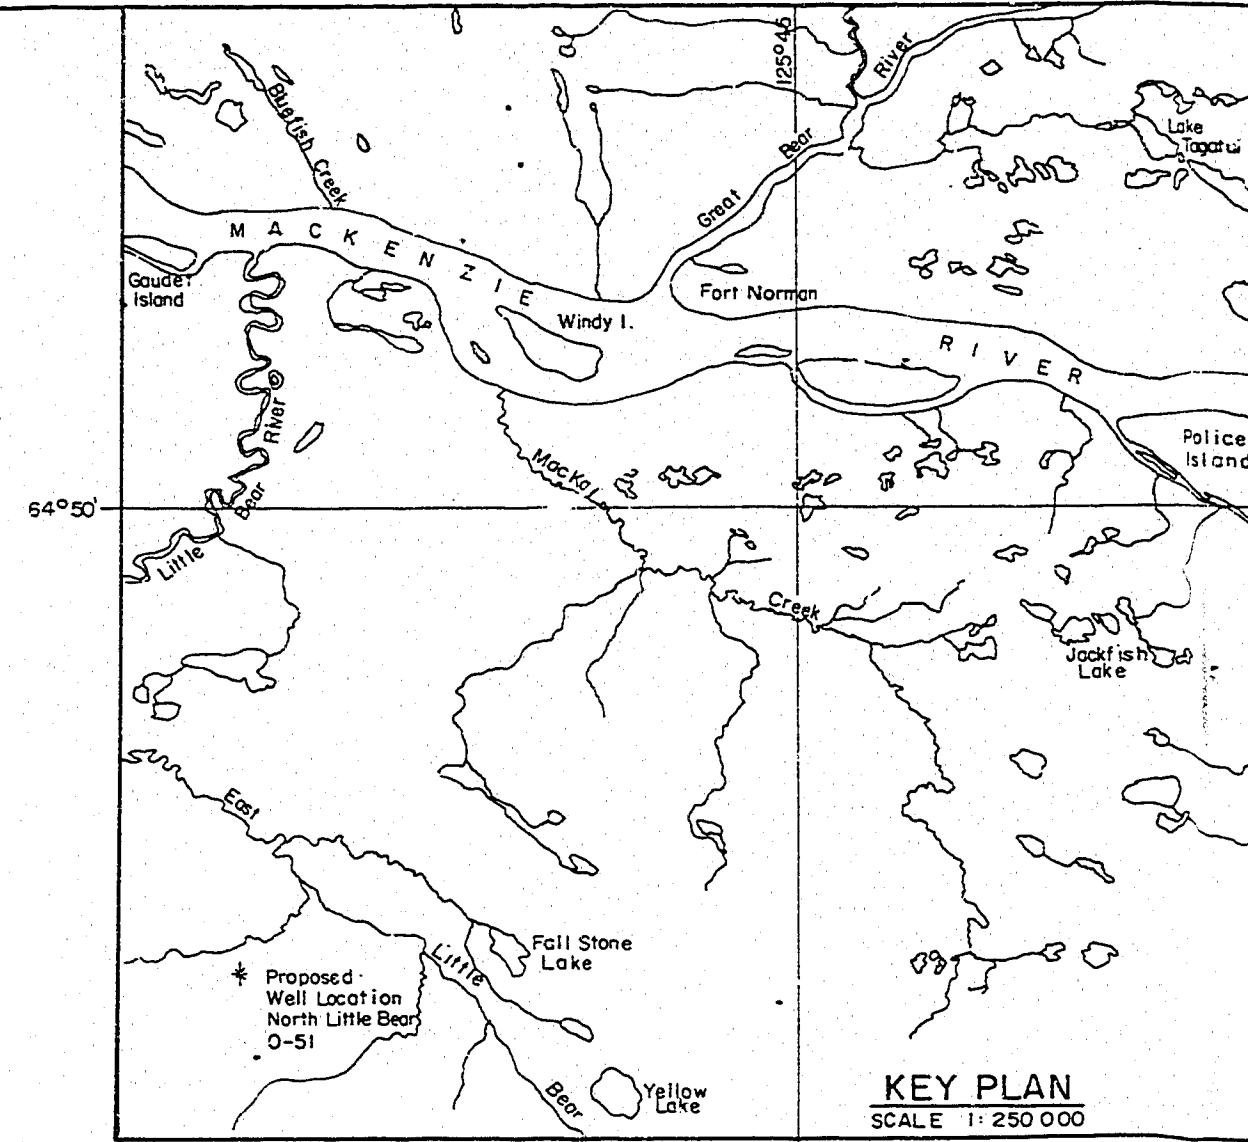 125°45'
River
Bear
Great
Bluefish Creek
Lake
Tagatui
MACKENZIE
Gaudet
Island
Fort Norman
Windy I.
RIVER
Police
Island
River
Bear
Little
MacKay
64°50'
Creek
Jackfish
Lake
East
Little
Bear
Fall Stone
Lake
Proposed
Well Location
North Little Bear
O-51
Yellow
Lake
KEY PLAN
SCALE 1: 250 000